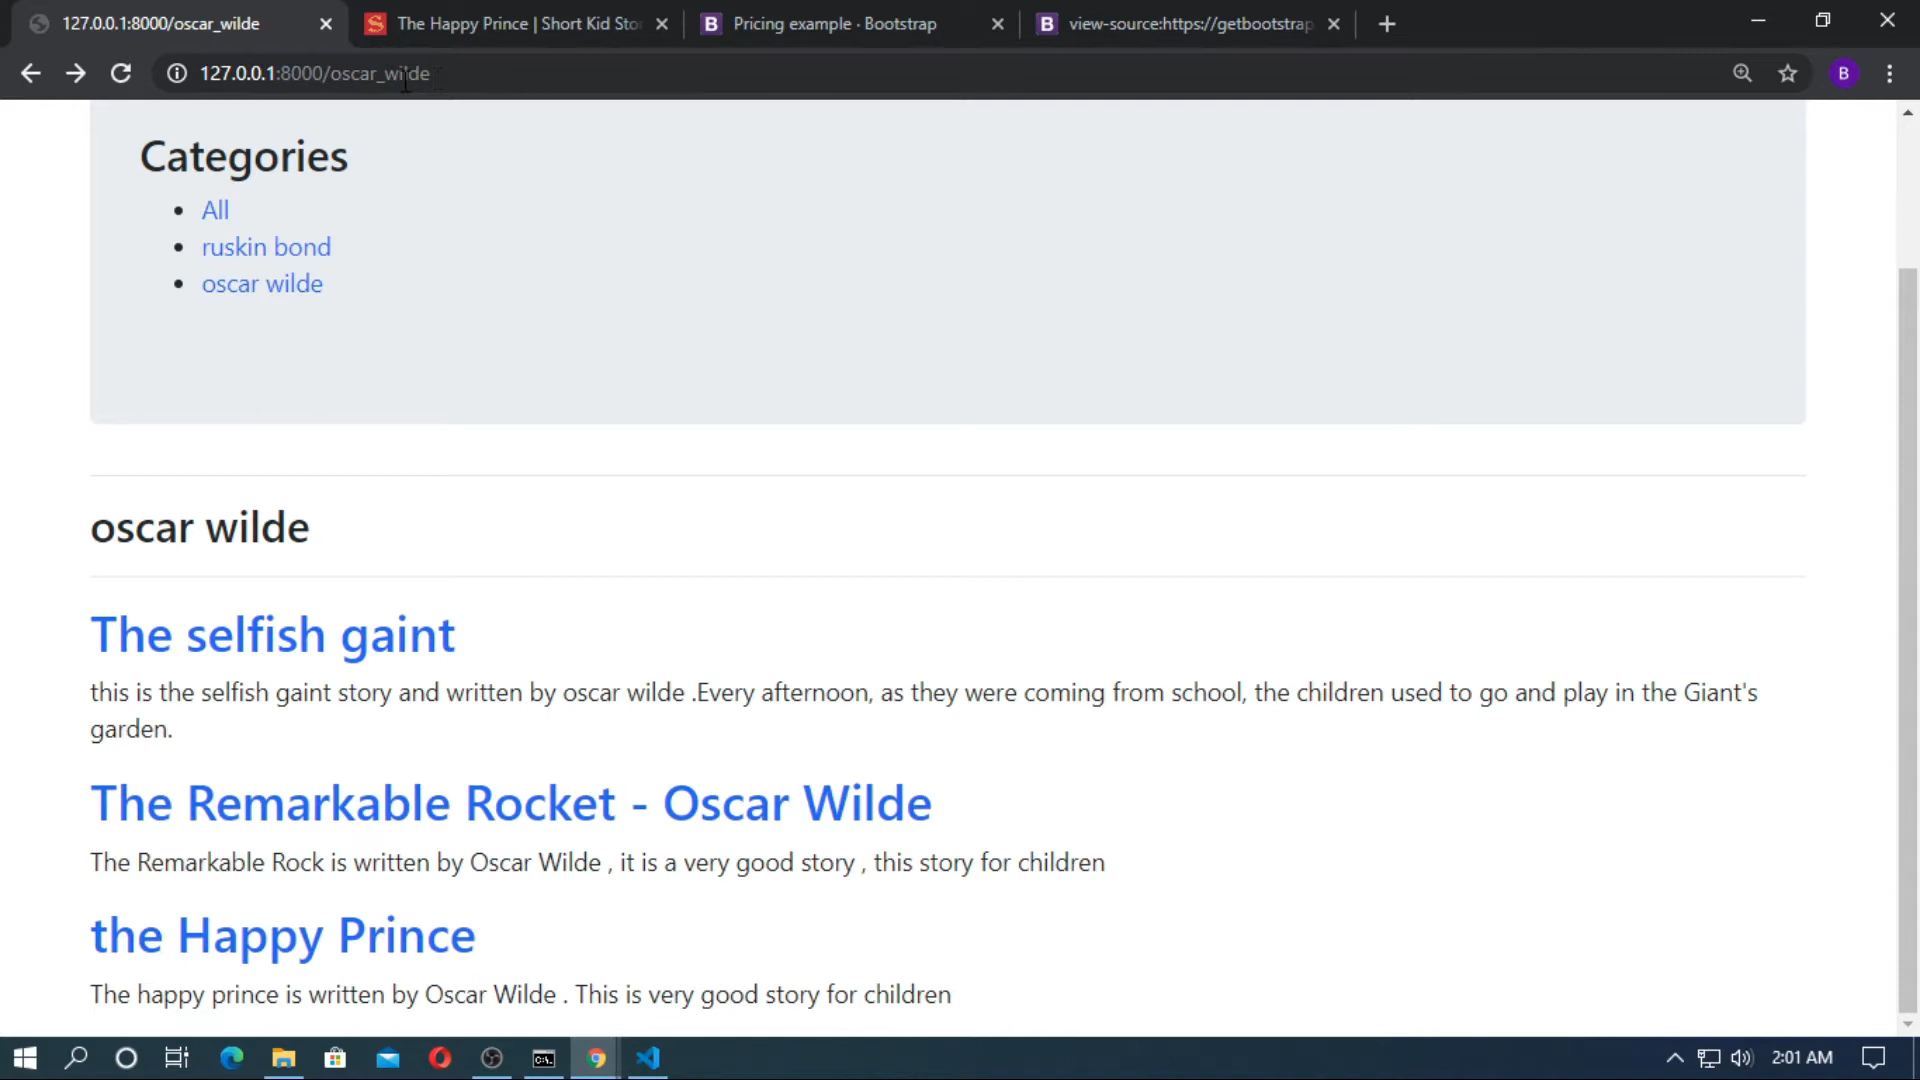 127.0.0.1:8000/oscar_wilde
The Happy Prince | Short Kid Sto
Pricing example · Bootstrap
view-source:https://getbootstrap
127.0.0.1:8000/oscar_wilde
B
Categories
All
ruskin bond
oscar wilde
oscar wilde
The selfish gaint
this is the selfish gaint story and written by oscar wilde .Every afternoon, as they were coming from school, the children used to go and play in the Giant's
garden.
The Remarkable Rocket - Oscar Wilde
The Remarkable Rock is written by Oscar Wilde , it is a very good story , this story for children
the Happy Prince
The happy prince is written by Oscar Wilde . This is very good story for children
2:01 AM